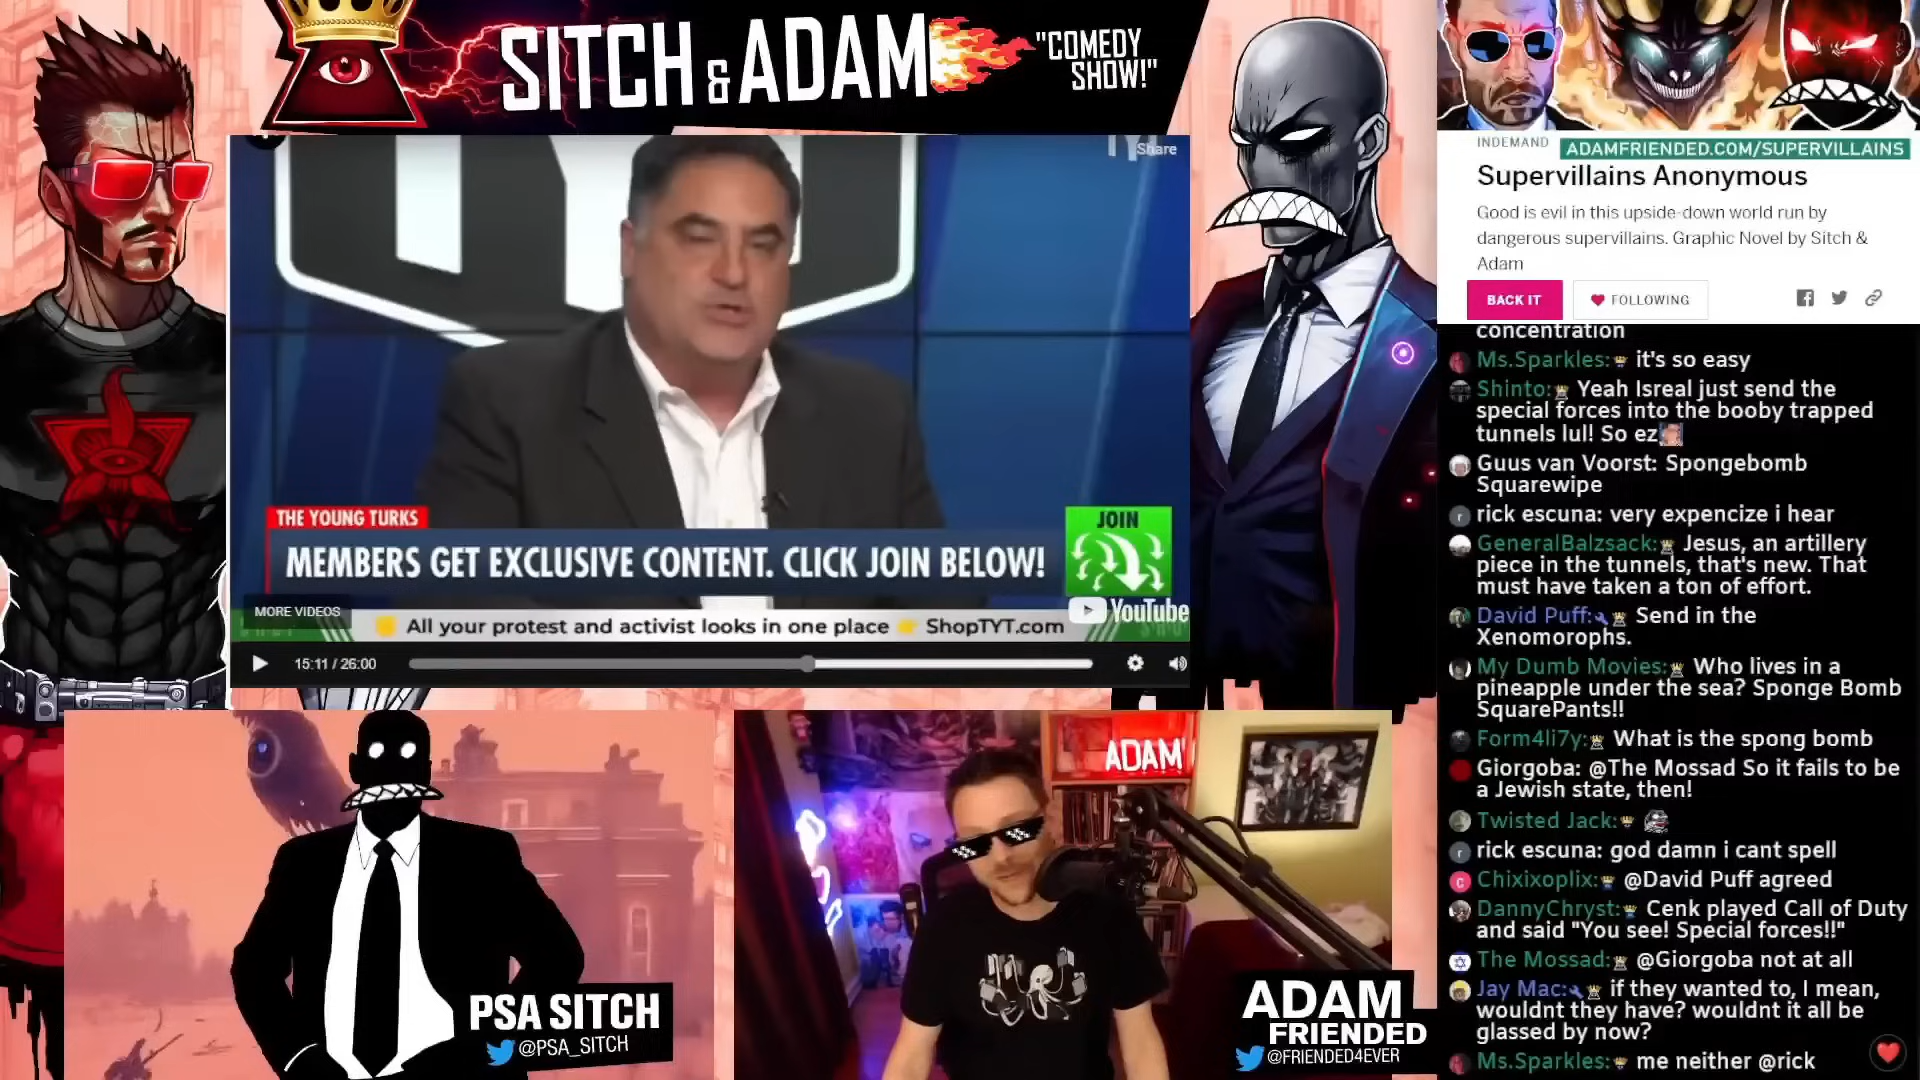 SITCH & ADAM
"COMEDY
SHOW!"
Share
THE YOUNG TURKS
MEMBERS GET EXCLUSIVE CONTENT. CLICK JOIN BELOW!
JOIN
MORE VIDEOS
YouTube
All your protest and activist looks in one place
ShopTYT.com
15:11 / 26:00
PSA SITCH
@PSA_SITCH
ADAM
ADAM
FRIENDED
@FRIENDED4EVER
INDEMAND
ADAMFRIENDED.COM/SUPERVILLAINS
Supervillains Anonymous
Good is evil in this upside-down world run by
dangerous supervillains. Graphic Novel by Sitch &
Adam
BACK IT
FOLLOWING
concentration
Ms.Sparkles: it's so easy
Shinto: Yeah Isreal just send the
special forces into the booby trapped
tunnels lul! So ez
Guus van Voorst: Spongebomb
Squarewipe
rick escuna: very expencize i hear
GeneralBalzsack: Jesus, an artillery
piece in the tunnels, that's new. That
must have taken a ton of effort.
David Puff: Send in the
Xenomorophs.
My Dumb Movies: Who lives in a
pineapple under the sea? Sponge Bomb
SquarePants!!
Form4li7y: What is the spong bomb
Giorgoba: @The Mossad So it fails to be
a Jewish state, then!
Twisted Jack:
rick escuna: god damn i cant spell
Chixixoplix: @David Puff agreed
DannyChryst: Cenk played Call of Duty
and said "You see! Special forces!!"
The Mossad: @Giorgoba not at all
Jay Mac: if they wanted to, I mean,
wouldnt they have? wouldnt it all be
glassed by now?
Ms.Sparkles: me neither @rick